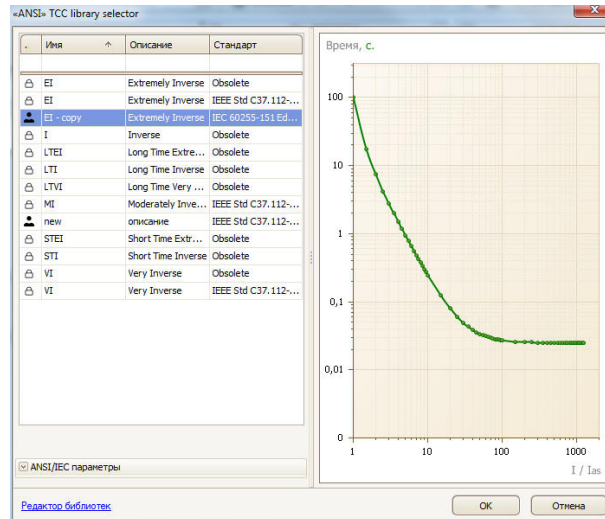 «ANSI» TCC library selector
. Имя Описание Стандарт
EI Extremely Inverse Obsolete
EI Extremely Inverse IEEE Std C37.112-...
EI - copy Extremely Inverse IEC 60255-151 Ed...
I Inverse Obsolete
LTEI Long Time Extre... Obsolete
LTI Long Time Inverse Obsolete
LTVI Long Time Very ... Obsolete
MI Moderately Inve... IEEE Std C37.112-...
new описание IEEE Std C37.112-...
STEI Short Time Extr... Obsolete
STI Short Time Inverse Obsolete
VI Very Inverse Obsolete
VI Very Inverse IEEE Std C37.112-...
ANSI/IEC параметры
Редактор библиотек
Время, с.
100
10
1
0,1
0,01
0
1 10 100 1000
I / Ias
OK Отмена